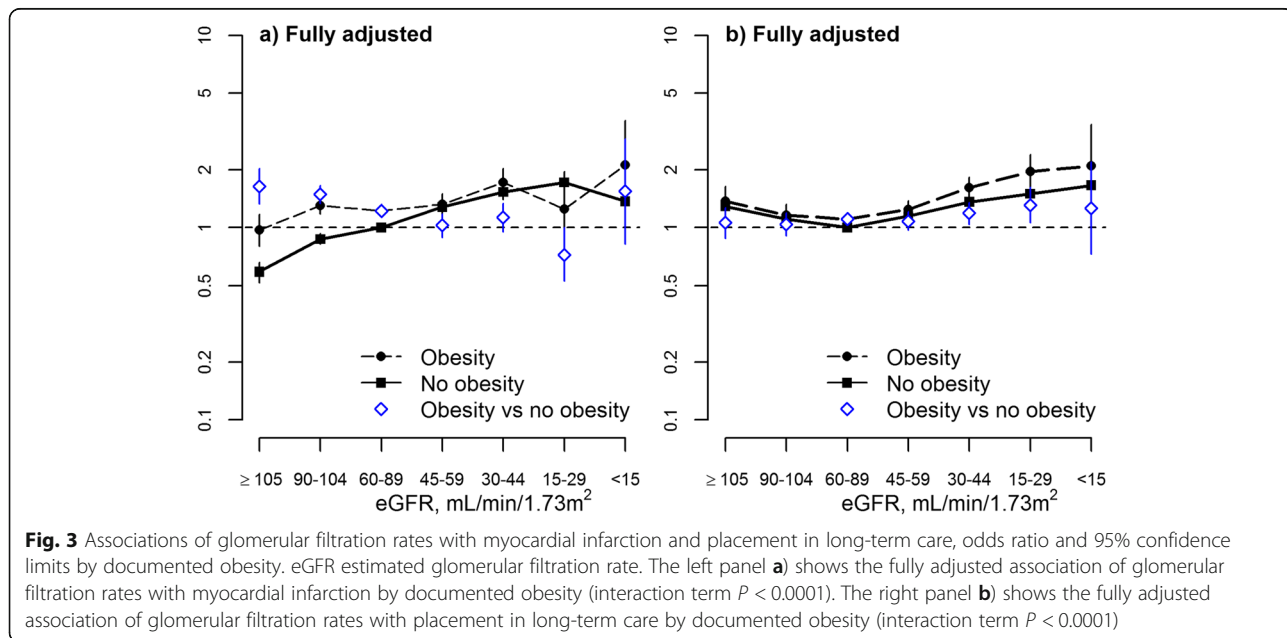 a) Fully adjusted
10
5
2
1
0.5
0.2
0.1
Obesity
No obesity
Obesity vs no obesity
≥ 105 90-104 60-89 45-59 30-44 15-29 <15
eGFR, mL/min/1.73m²
b) Fully adjusted
10
5
2
1
0.5
0.2
0.1
Obesity
No obesity
Obesity vs no obesity
≥ 105 90-104 60-89 45-59 30-44 15-29 <15
eGFR, mL/min/1.73m²
Fig. 3 Associations of glomerular filtration rates with myocardial infarction and placement in long-term care, odds ratio and 95% confidence
limits by documented obesity. eGFR estimated glomerular filtration rate. The left panel a) shows the fully adjusted association of glomerular
filtration rates with myocardial infarction by documented obesity (interaction term P < 0.0001). The right panel b) shows the fully adjusted
association of glomerular filtration rates with placement in long-term care by documented obesity (interaction term P < 0.0001)